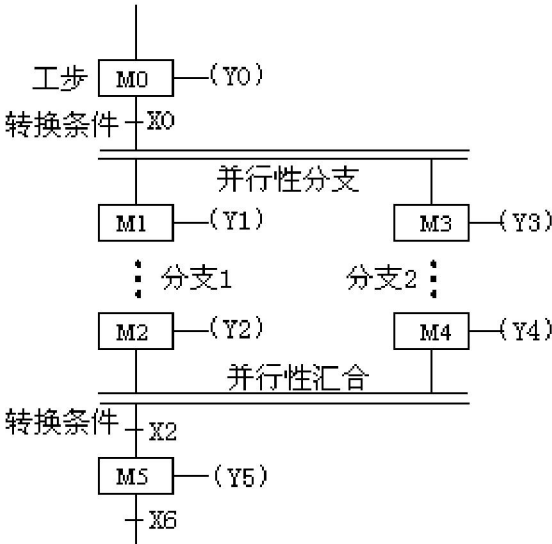 工步 M0 (Y0)
转换条件 X0
并行性分支
M1 (Y1) M3 (Y3)
分支1 分支2
M2 (Y2) M4 (Y4)
并行性汇合
转换条件 X2
M5 (Y5)
X6